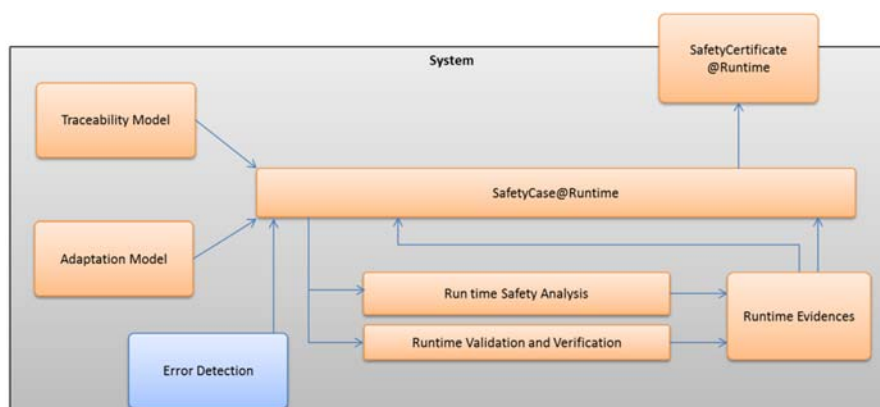 SafetyCertificate
@Runtime
System
Traceability Model
SafetyCase@Runtime
Adaptation Model
Run time Safety Analysis
Runtime Evidences
Runtime Validation and Verification
Error Detection